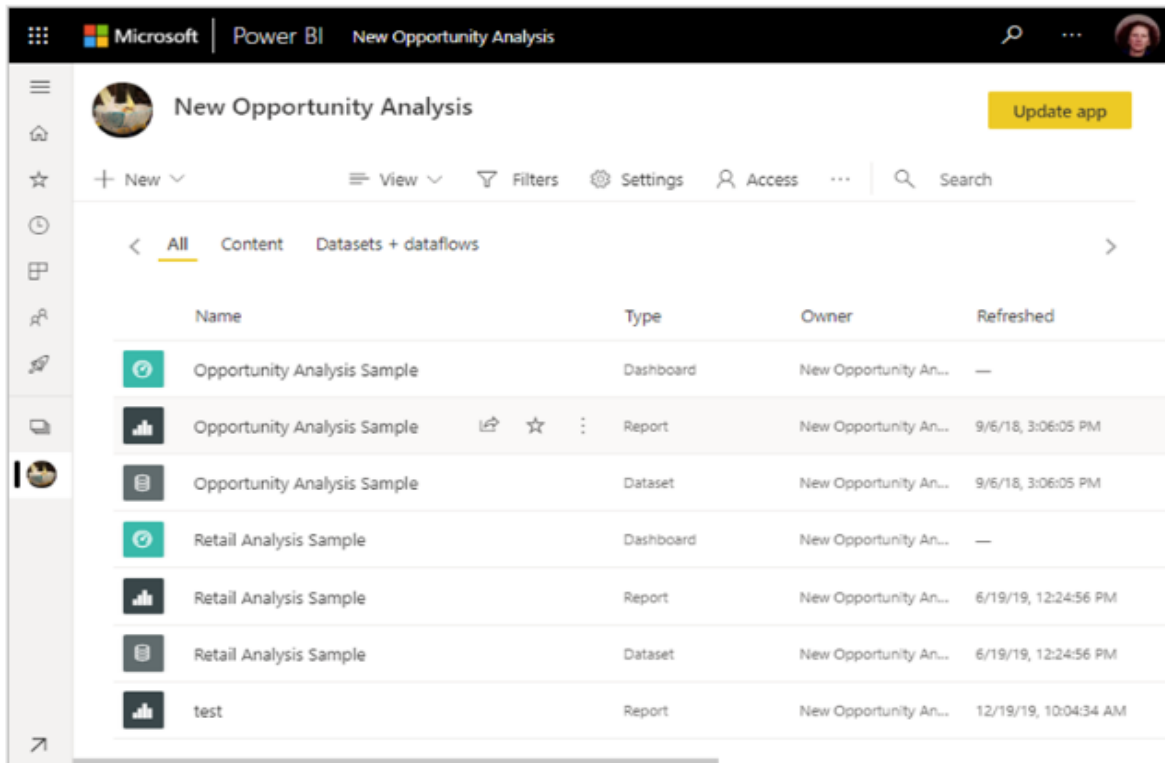 Microsoft Power BI New Opportunity Analysis
New Opportunity Analysis
Update app
New View Filters Settings Access Search
All Content Datasets + dataflows
Name Type Owner Refreshed
Opportunity Analysis Sample Dashboard New Opportunity An... —
Opportunity Analysis Sample Report New Opportunity An... 9/6/18, 3:06:05 PM
Opportunity Analysis Sample Dataset New Opportunity An... 9/6/18, 3:06:05 PM
Retail Analysis Sample Dashboard New Opportunity An... —
Retail Analysis Sample Report New Opportunity An... 6/19/19, 12:24:56 PM
Retail Analysis Sample Dataset New Opportunity An... 6/19/19, 12:24:56 PM
test Report New Opportunity An... 12/19/19, 10:04:34 AM